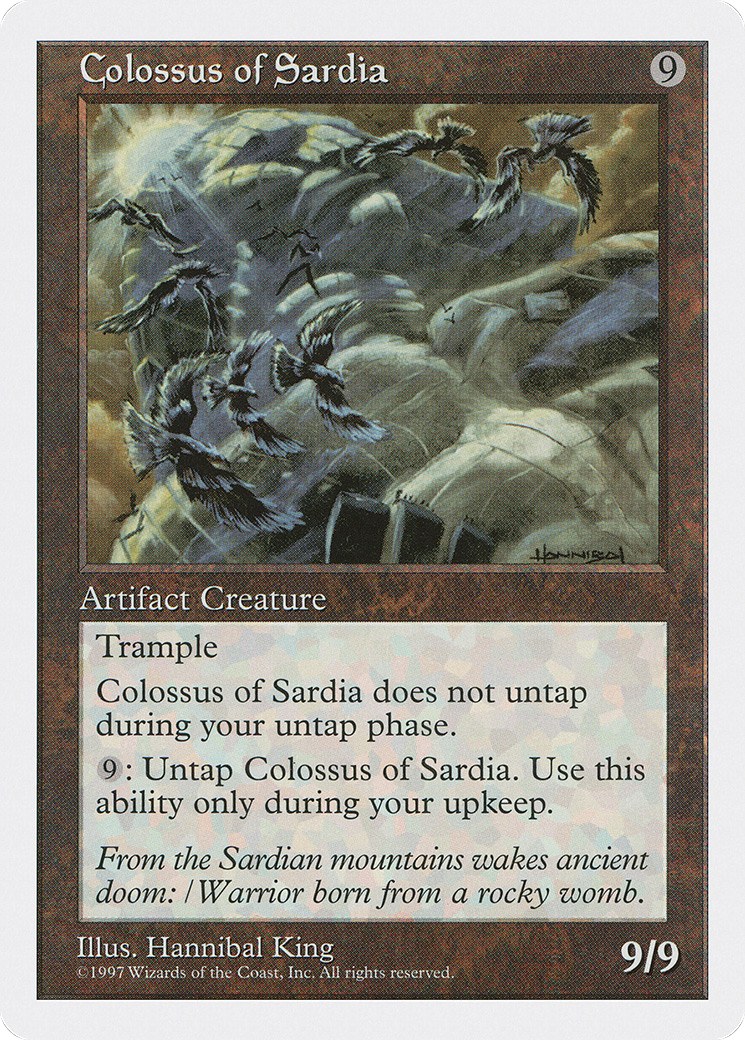 Colossus of Sardia 9
HANNIBAL
Artifact Creature
Trample
Colossus of Sardia does not untap
during your untap phase.
9: Untap Colossus of Sardia. Use this
ability only during your upkeep.
From the Sardian mountains wakes ancient
doom: / Warrior born from a rocky womb.
Illus. Hannibal King
©1997 Wizards of the Coast, Inc. All rights reserved.
9/9